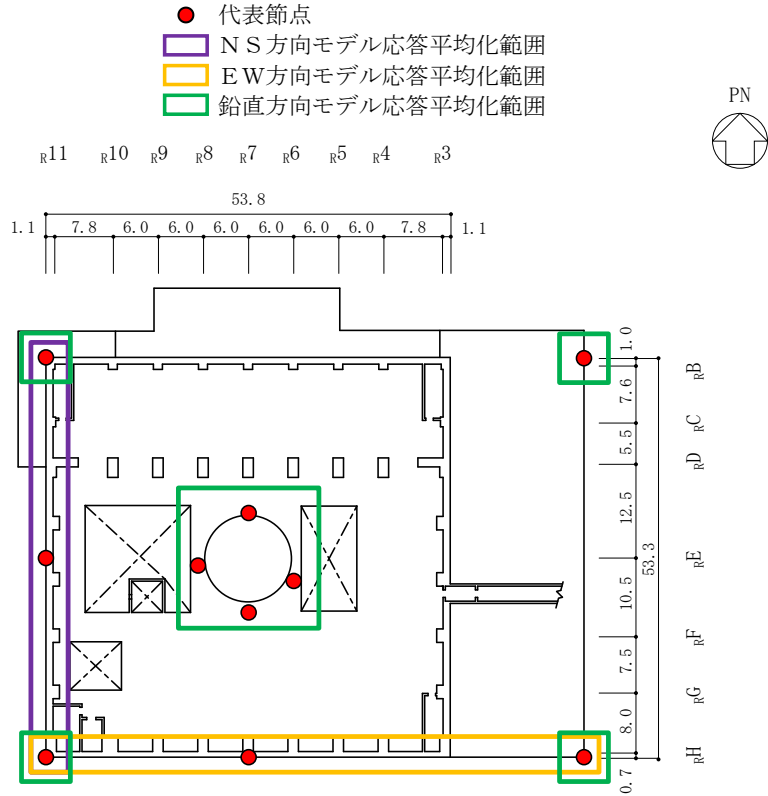 代表節点
ＮＳ方向モデル応答平均化範囲
ＥＷ方向モデル応答平均化範囲
鉛直方向モデル応答平均化範囲
PN
R11 R10 R9 R8 R7 R6 R5 R4 R3
53.8
1.1 7.8 6.0 6.0 6.0 6.0 6.0 6.0 7.8 1.1
1.0
RB
7.6
RC
5.5
RD
12.5
RE
53.3
10.5
RF
7.5
RG
8.0
RH
0.7